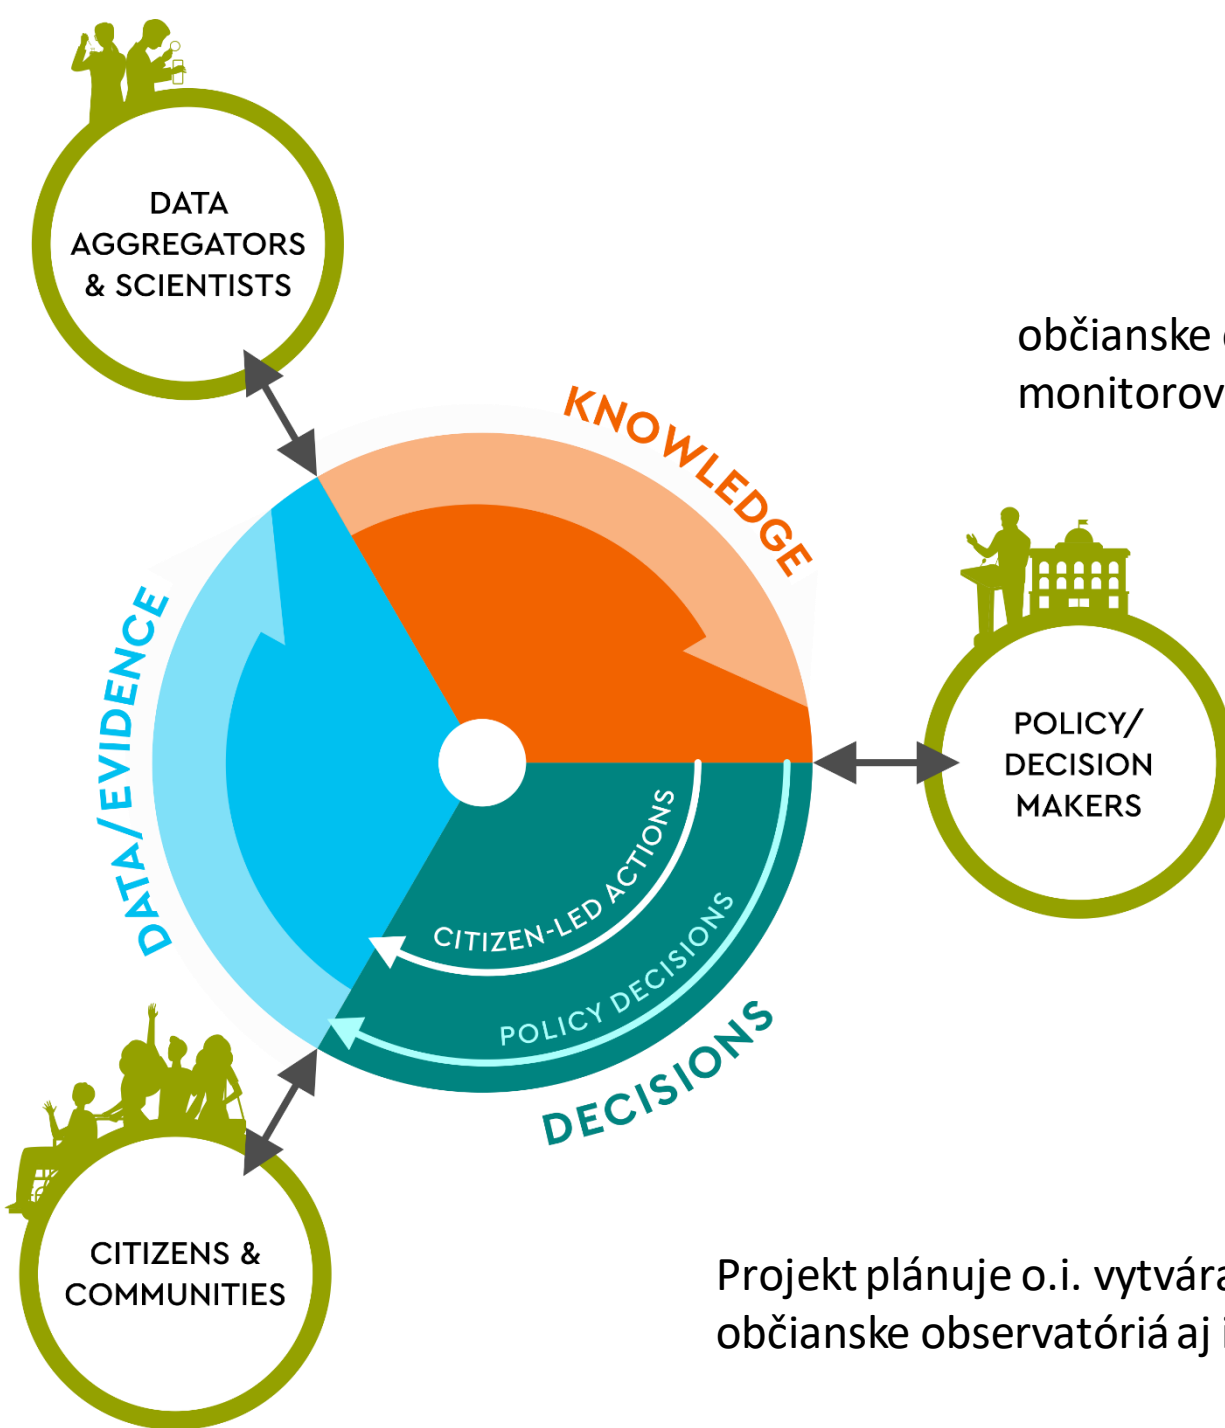 DATA
AGGREGATORS
& SCIENTISTS
občianske
monitorov
KNOWLEDGE
DATA/EVIDENCE
POLICY/
DECISION
MAKERS
CITIZEN-LED ACTIONS
POLICY DECISIONS
DECISIONS
CITIZENS &
COMMUNITIES
Projekt plánuje o.i. vytvára
občianske observatóriá aj i